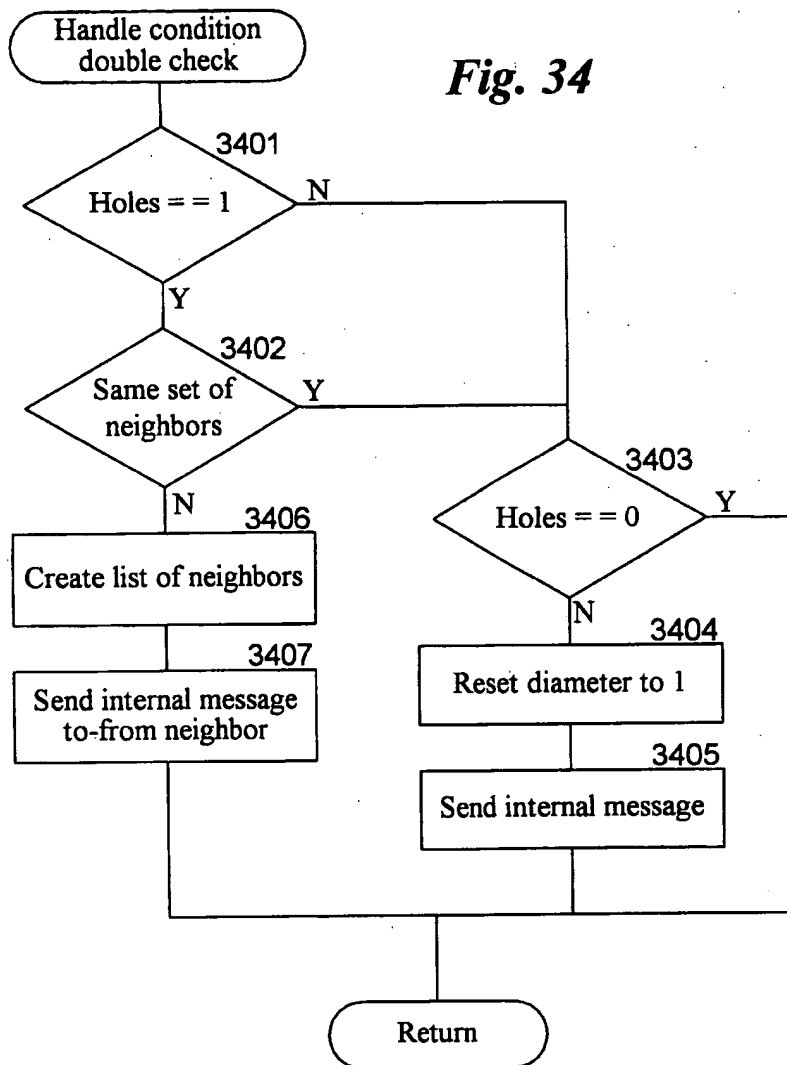 Handle condition
double check
Fig. 34
3401
Holes = = 1
N
Y
3402
Same set of
neighbors
Y
N
3403
Holes = = 0
Y
N
3406
Create list of neighbors
3404
Reset diameter to 1
3407
Send internal message
to-from neighbor
3405
Send internal message
Return